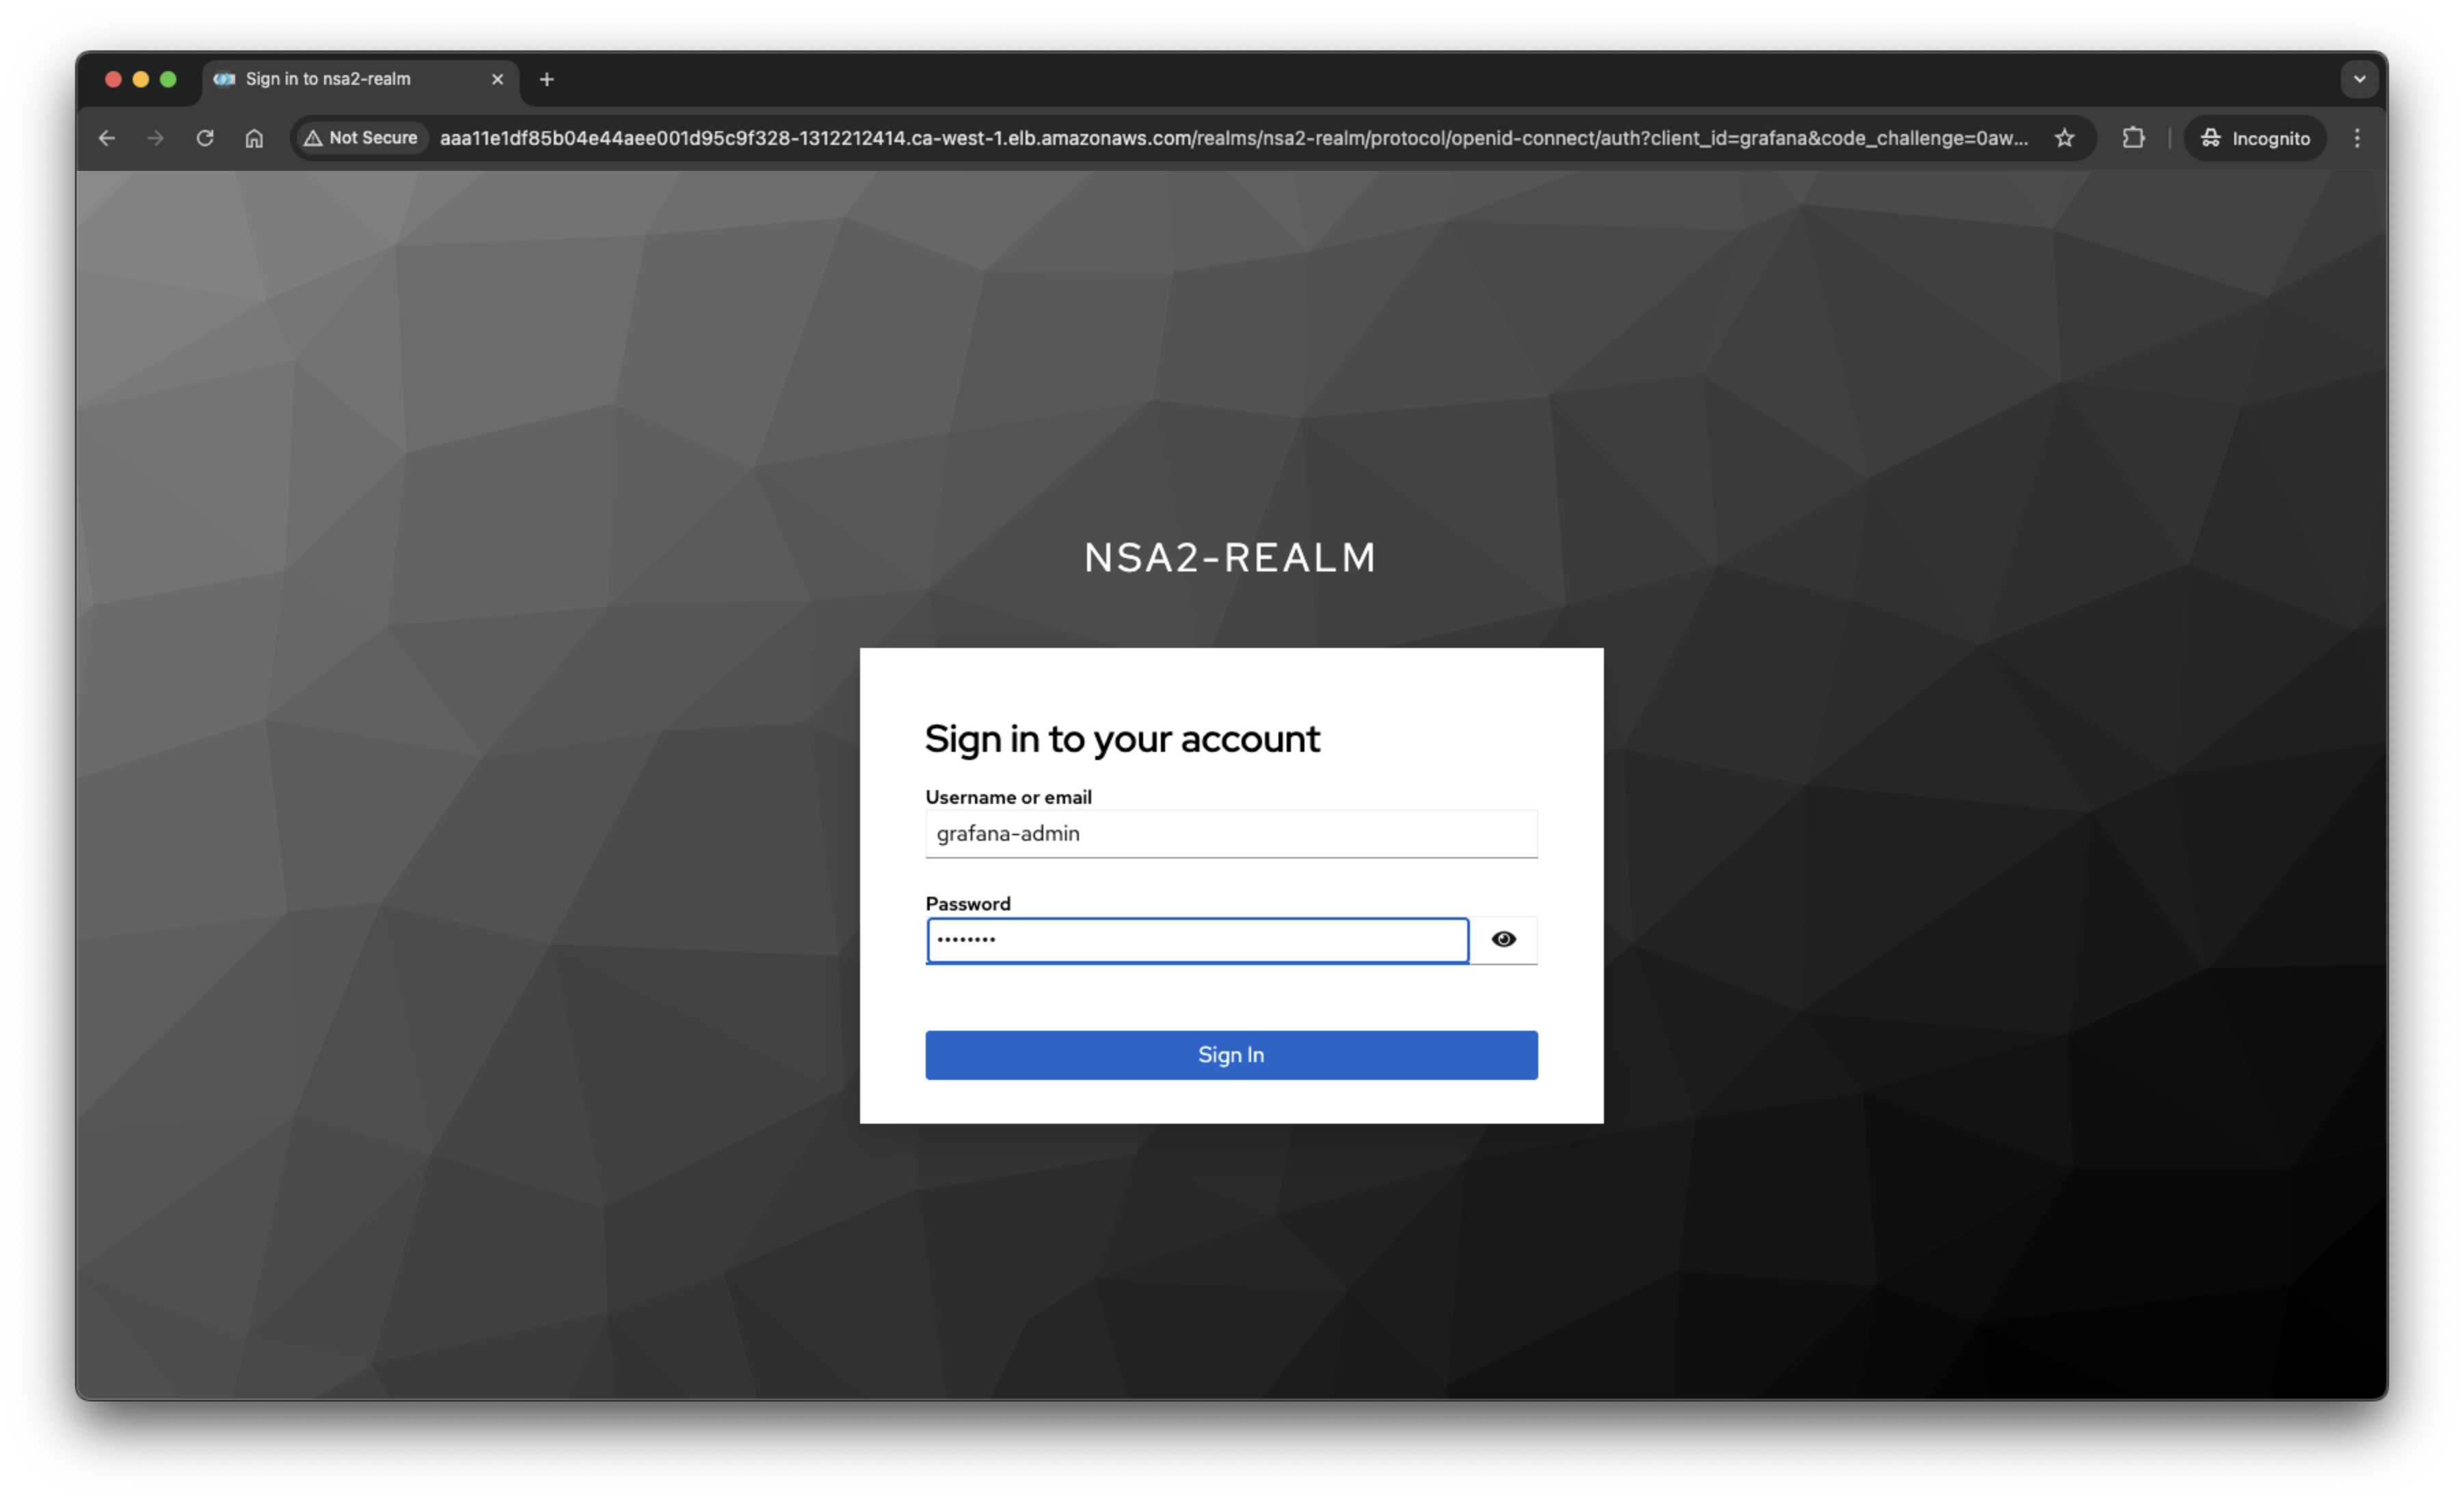 Sign in to nsa2-realm
Not Secure aaa11e1df85b04e44aee001d95c9f328-1312212414.ca-west-1.elb.amazonaws.com/realms/nsa2-realm/protocol/openid-connect/auth?client_id=grafana&code_challenge=0aw... Incognito
NSA2-REALM
Sign in to your account
Username or email
grafana-admin
Password
••••••••
Sign In